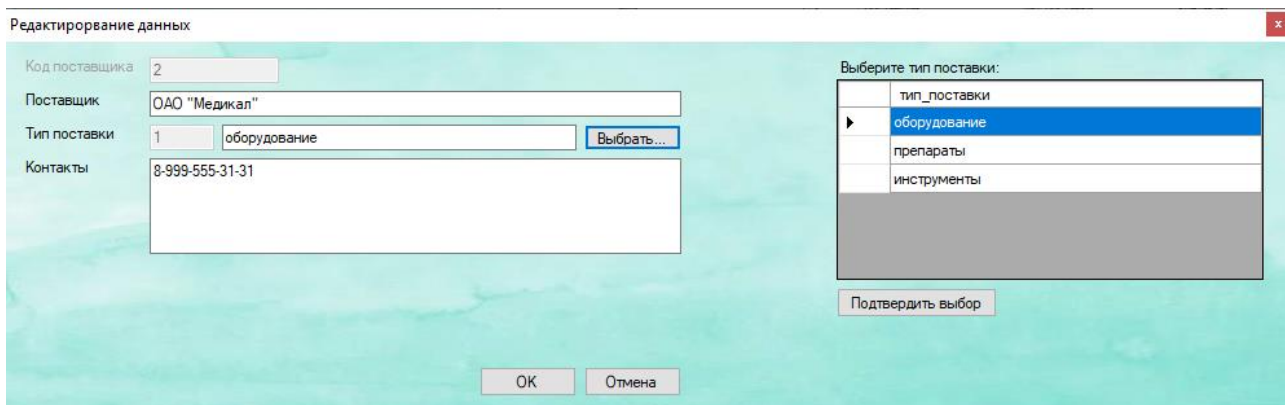 Редактирорвание данных
x
Код поставщика 2
Поставщик ОАО "Медикал"
Тип поставки 1 оборудование Выбрать...
Контакты 8-999-555-31-31
Выберите тип поставки:
тип_поставки
оборудование
препараты
инструменты
Подтвердить выбор
OK Отмена